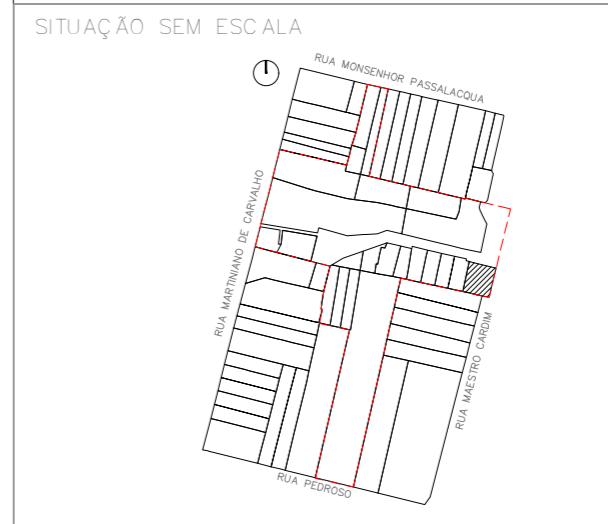 SITUAÇÃO SEM ESCALA
RUA MONSENHOR PASSALACQUA
RUA MARTINIANO DE CARVALHO
RUA MAESTRO CARDIM
RUA PEDROSO